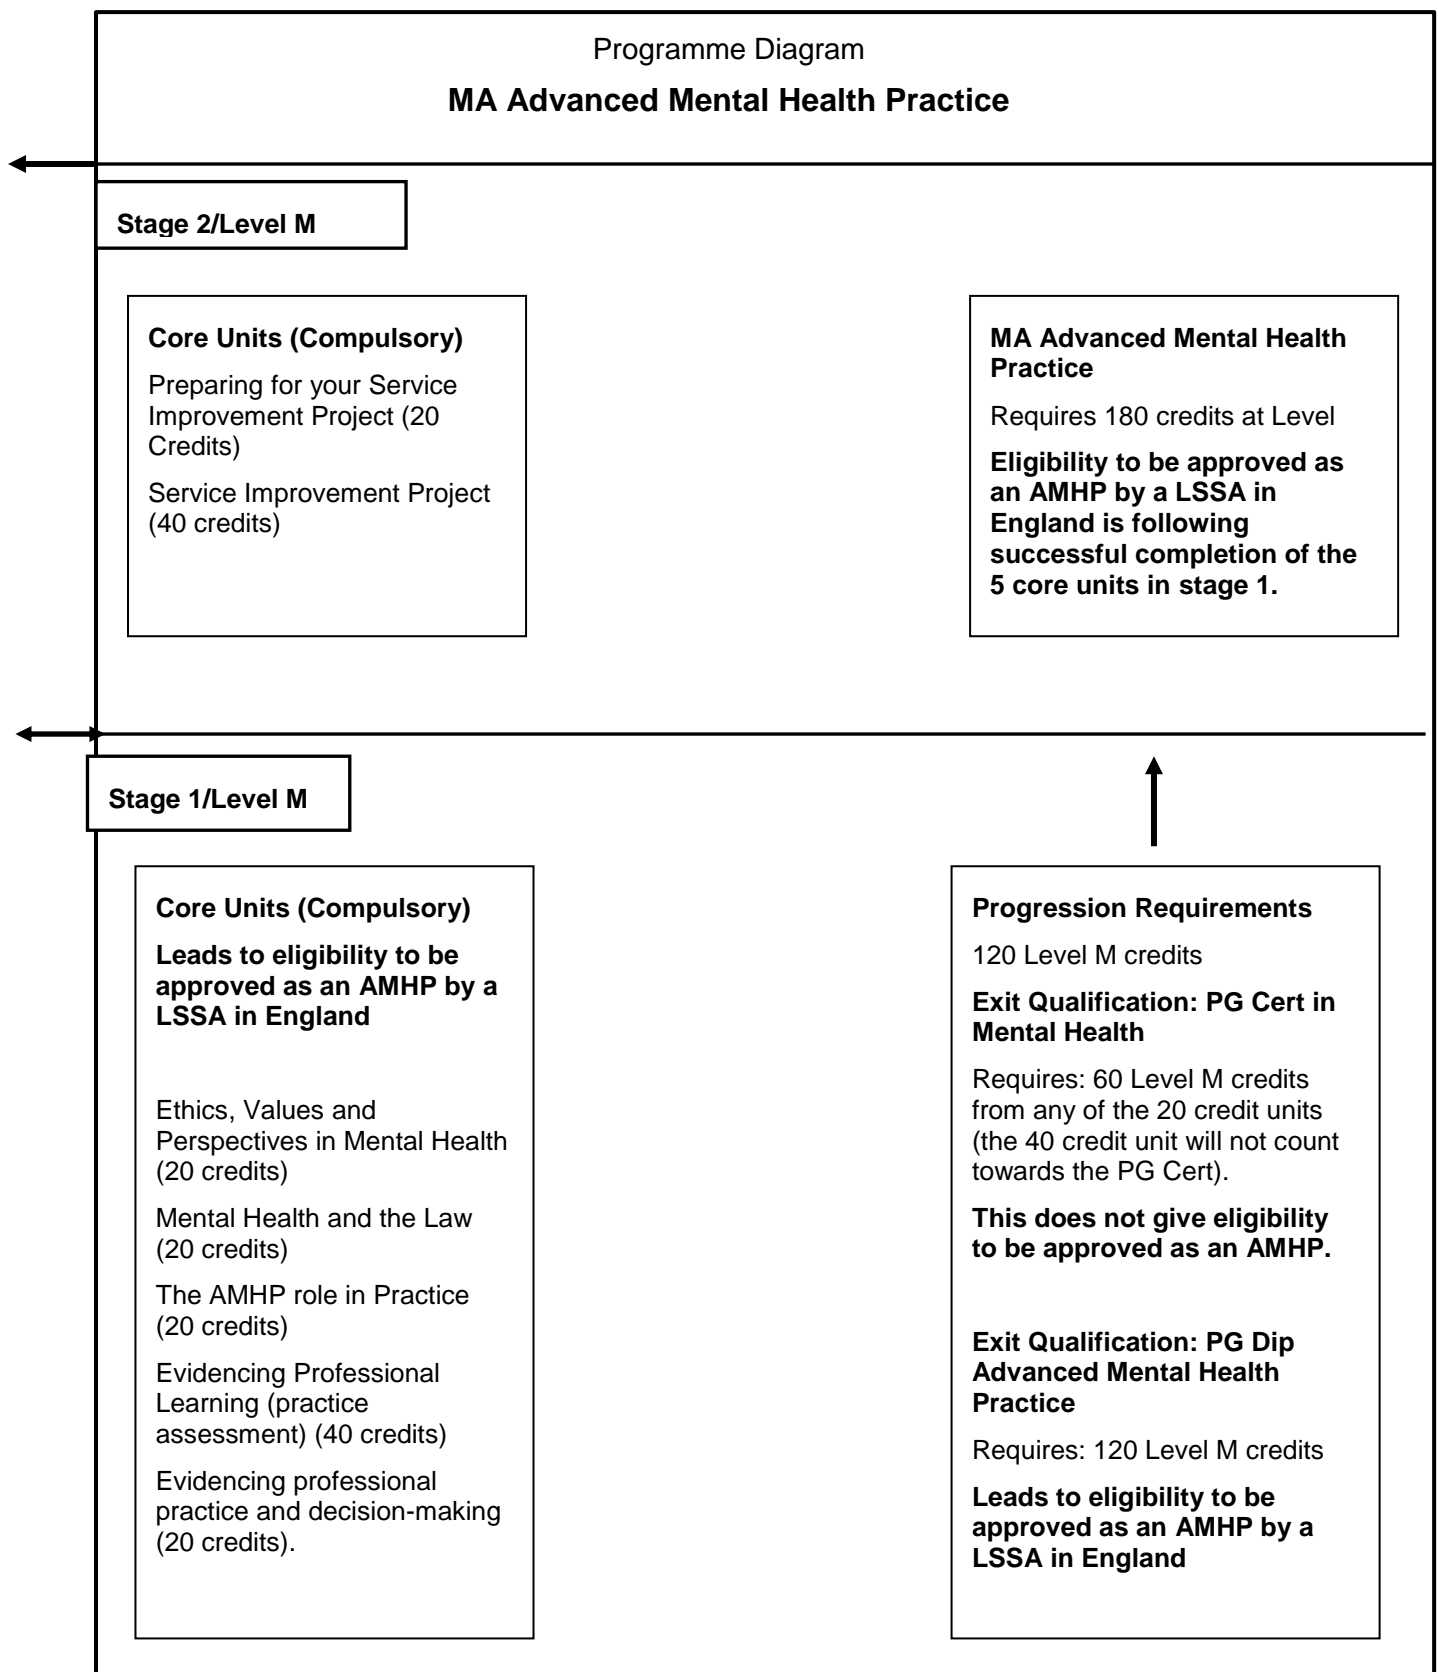 Programme Diagram
MA Advanced Mental Health Practice
Stage 2/Level M
Core Units (Compulsory)
Preparing for your Service
Improvement Project (20
Credits)
Service Improvement Project
(40 credits)
MA Advanced Mental Health
Practice
Requires 180 credits at Level
Eligibility to be approved as
an AMHP by a LSSA in
England is following
successful completion of the
5 core units in stage 1.
Stage 1/Level M
Core Units (Compulsory)
Leads to eligibility to be
approved as an AMHP by a
LSSA in England
Ethics, Values and
Perspectives in Mental Health
(20 credits)
Mental Health and the Law
(20 credits)
The AMHP role in Practice
(20 credits)
Evidencing Professional
Learning (practice
assessment) (40 credits)
Evidencing professional
practice and decision-making
(20 credits).
Progression Requirements
120 Level M credits
Exit Qualification: PG Cert in
Mental Health
Requires: 60 Level M credits
from any of the 20 credit units
(the 40 credit unit will not count
towards the PG Cert).
This does not give eligibility
to be approved as an AMHP.
Exit Qualification: PG Dip
Advanced Mental Health
Practice
Requires: 120 Level M credits
Leads to eligibility to be
approved as an AMHP by a
LSSA in England